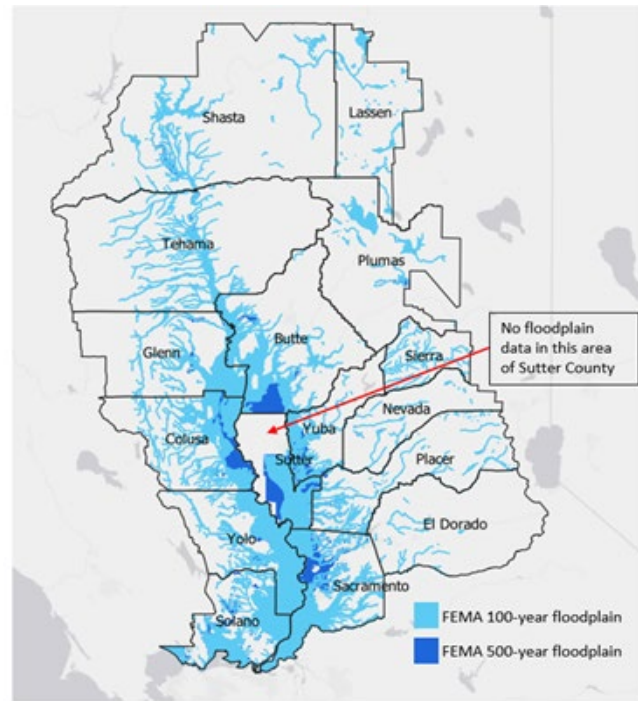 Shasta
Lassen
Tehama
Plumas
Butte
Glenn
No floodplain
data in this area
of Sutter County
Sierra
Nevada
Yuba
Colusa
Sutter
Placer
El Dorado
Yolo
Sacramento
Solano
FEMA 100-year floodplain
FEMA 500-year floodplain